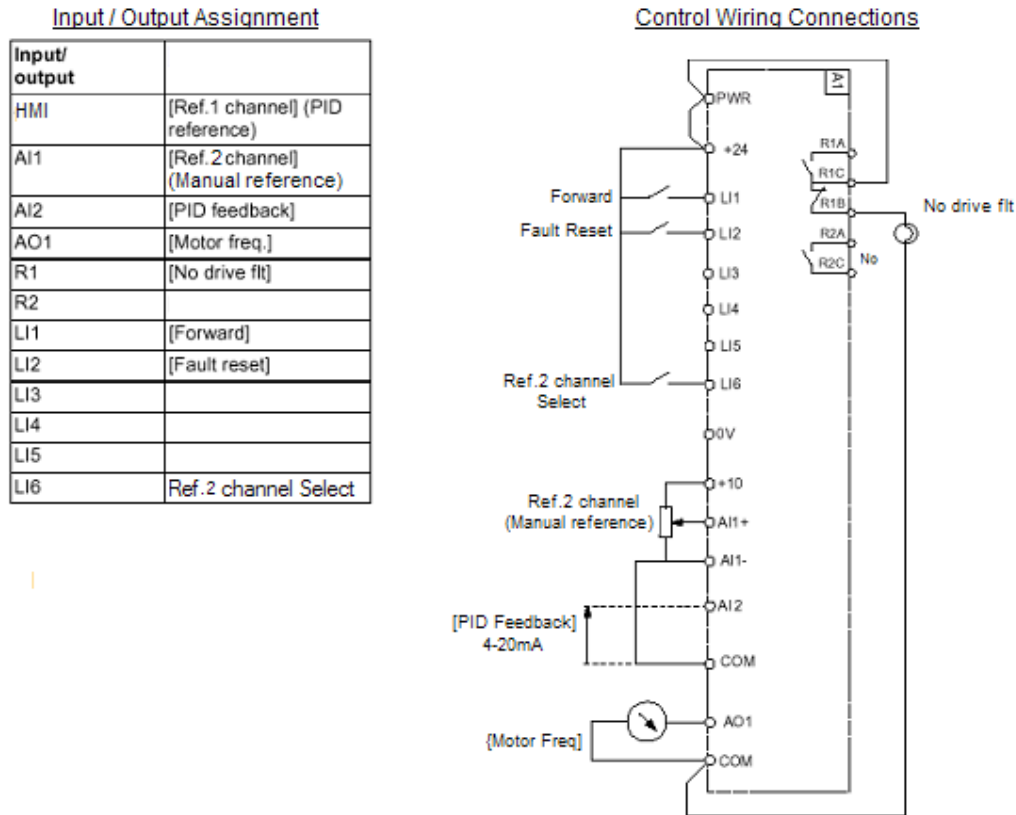 Input / Output Assignment
Input/
output
HMI
[Ref.1 channel] (PID
reference)
AI1
[Ref.2 channel]
(Manual reference)
AI2
[PID feedback]
AO1
[Motor freq.]
R1
[No drive flt]
R2
LI1
[Forward]
LI2
[Fault reset]
LI3
LI4
LI5
LI6
Ref.2 channel Select
Control Wiring Connections
A1
PWR
+24
R1A
R1C
R1B
R2A
R2C
No
No drive flt
Forward
LI1
Fault Reset
LI2
LI3
LI4
LI5
Ref.2 channel
Select
LI6
0V
+10
Ref.2 channel
(Manual reference)
AI1+
AI1-
AI2
[PID Feedback]
4-20mA
COM
AO1
{Motor Freq]
COM